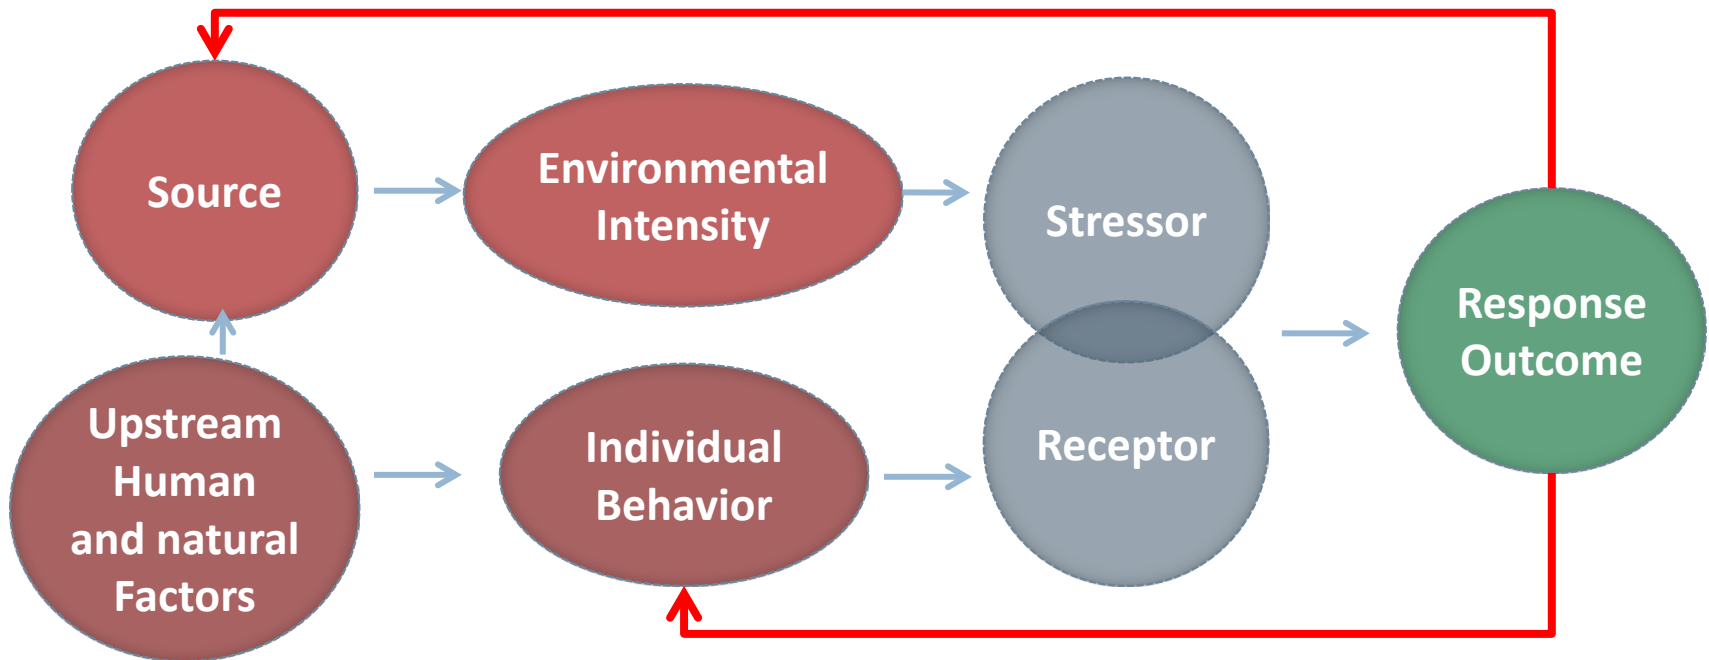 Source
Environmental
Intensity
Stressor
Response
Outcome
Upstream
Human
and natural
Factors
Individual
Behavior
Receptor